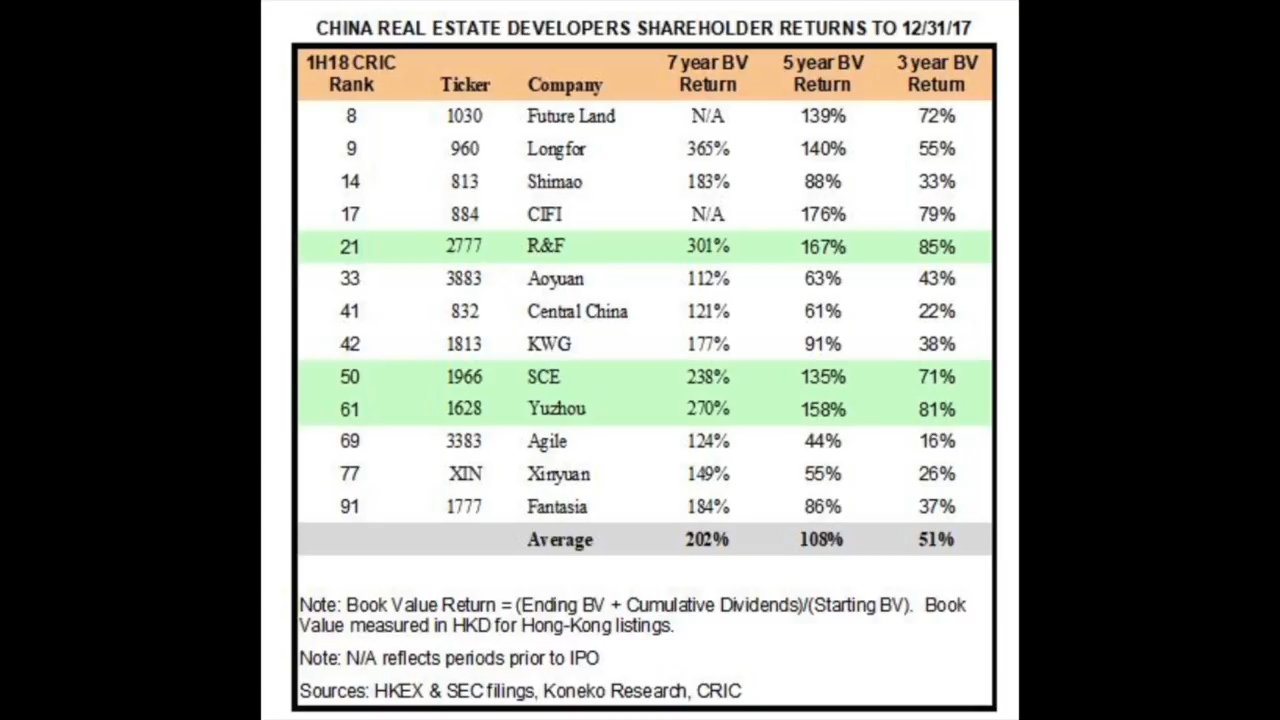 CHINA REAL ESTATE DEVELOPERS SHAREHOLDER RETURNS TO 12/31/17
1H18 CRIC Rank Ticker Company 7 year BV Return 5 year BV Return 3 year BV Return
8 1030 Future Land N/A 139% 72%
9 960 Longfor 365% 140% 55%
14 813 Shimao 183% 88% 33%
17 884 CIFI N/A 176% 79%
21 2777 R&F 301% 167% 85%
33 3883 Aoyuan 112% 63% 43%
41 832 Central China 121% 61% 22%
42 1813 KWG 177% 91% 38%
50 1966 SCE 238% 135% 71%
61 1628 Yuzhou 270% 158% 81%
69 3383 Agile 124% 44% 16%
77 XIN Xinyuan 149% 55% 26%
91 1777 Fantasia 184% 86% 37%
Average 202% 108% 51%
Note: Book Value Return = (Ending BV + Cumulative Dividends)/(Starting BV). Book
Value measured in HKD for Hong-Kong listings.
Note: N/A reflects periods prior to IPO
Sources: HKEX & SEC filings, Koneko Research, CRIC